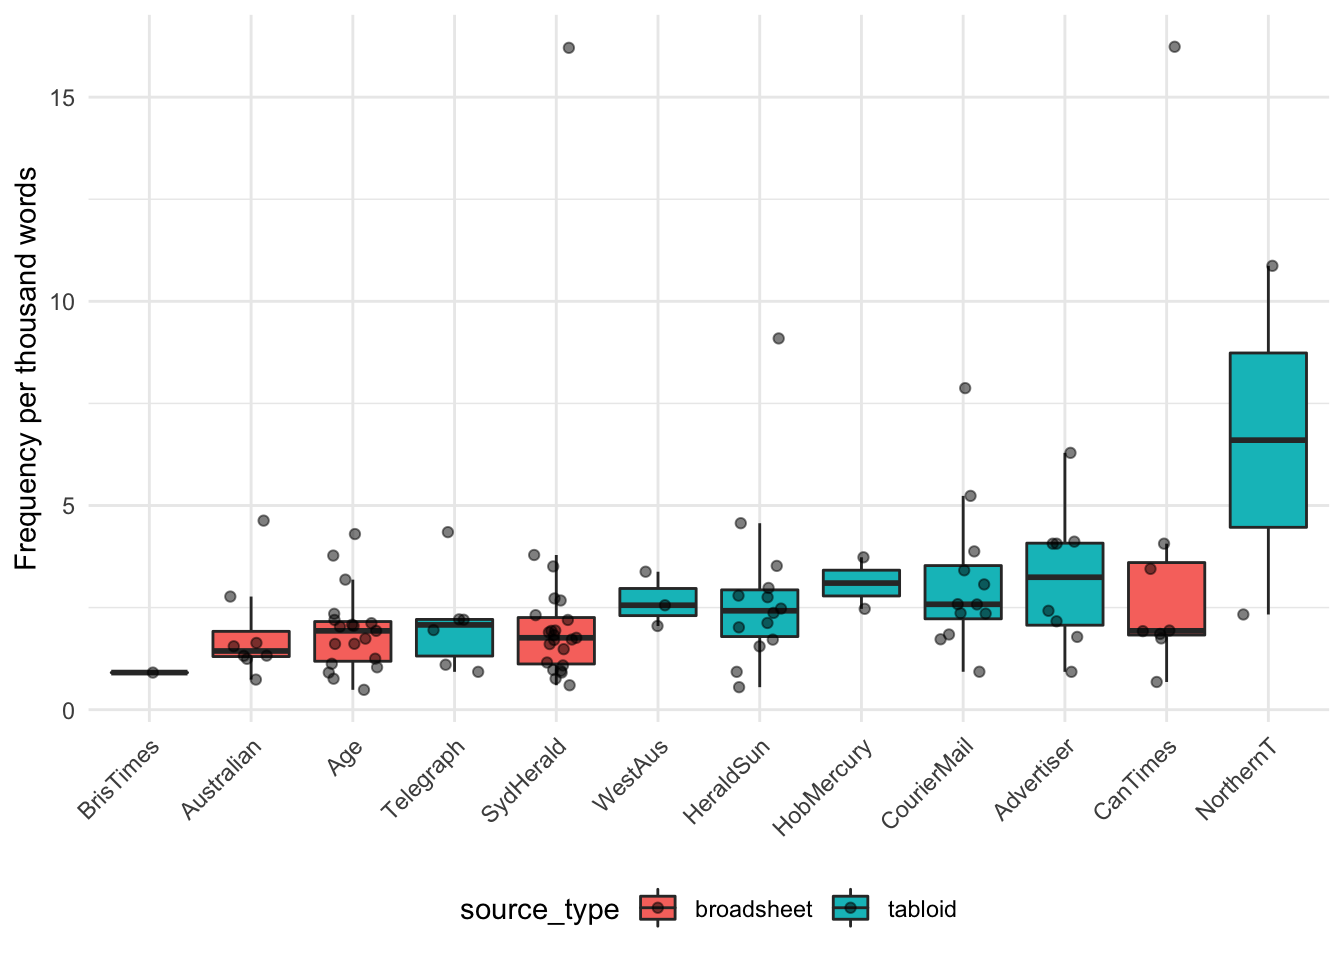 Frequency per thousand words
15
10
5
0
BrisTimes
Australian
Age
Telegraph
SydHerald
WestAus
HeraldSun
HobMercury
CourierMail
Advertiser
CanTimes
NorthernT
source_type broadsheet tabloid